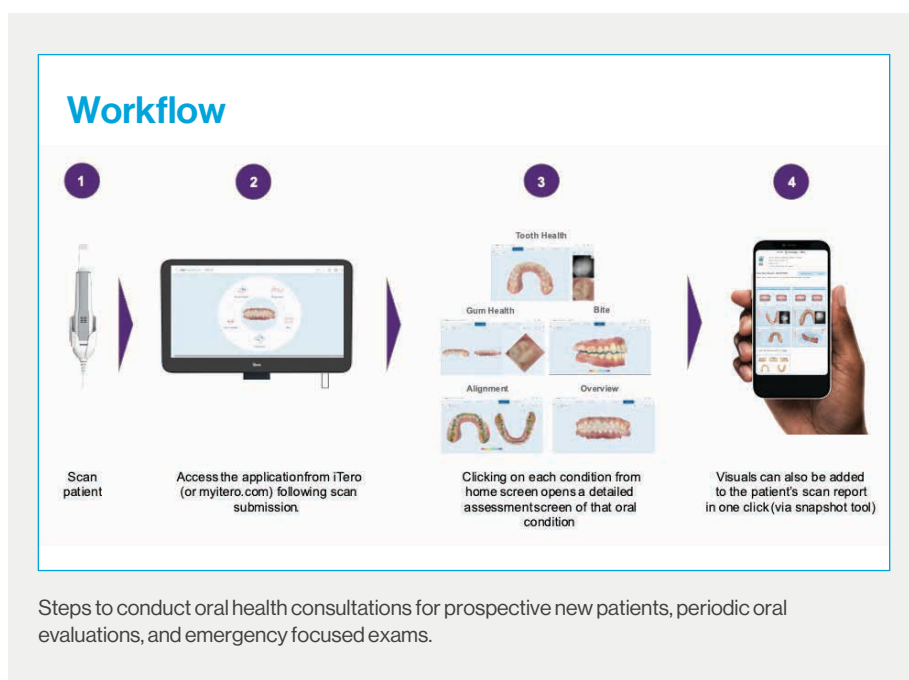 Workflow
1
2
3
4
Tooth Health
Gum Health
Bite
Alignment
Overview
Scan
patient
Access the applicationfrom iTero
(or myitero.com) following scan
submission.
Clicking on each condition from
home screen opens a detailed
assessmentscreen of that oral
condition
Visuals can also be added
to the patient's scan report
in one click (via snapshot tool)
Steps to conduct oral health consultations for prospective new patients, periodic oral
evaluations, and emergency focused exams.